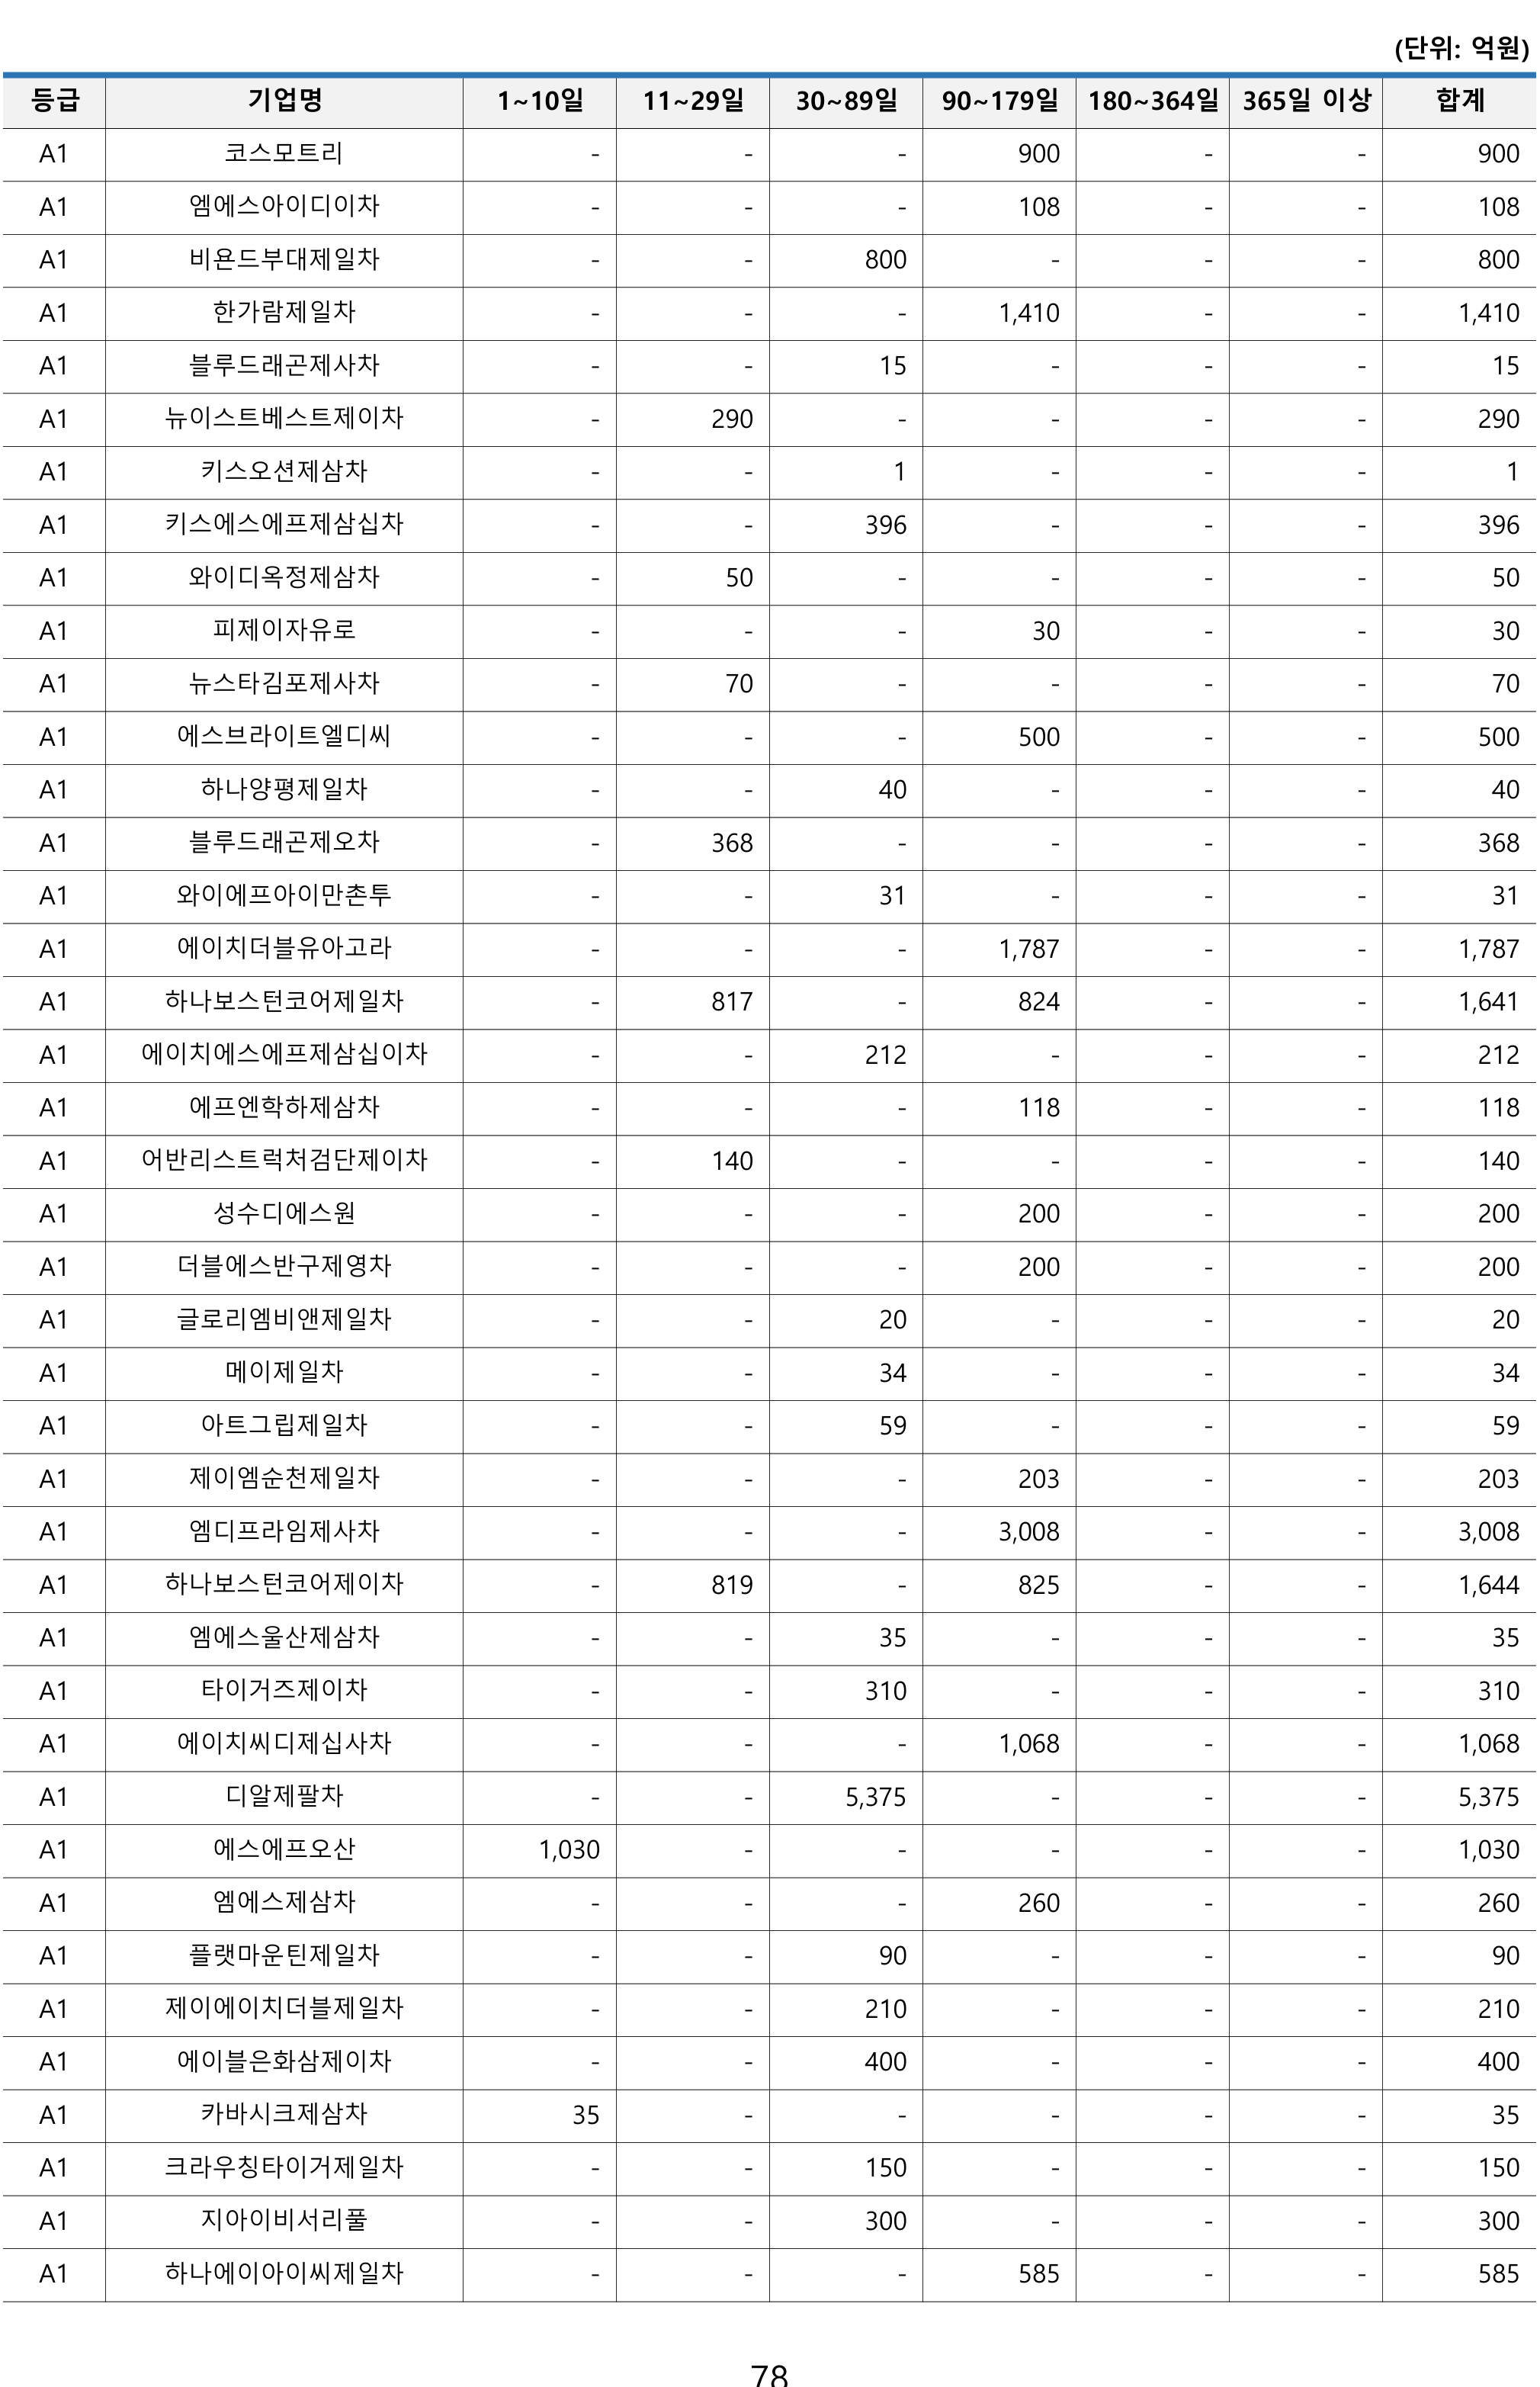 (단위: 억원)
등급 기업명 1~10일 11~29일 30~89일 90~179일 180~364일 365일 이상 합계
A1 코스모트리 - - - 900 - - 900
A1 엠에스아이디이차 - - - 108 - - 108
A1 비욘드부대제일차 - - 800 - - - 800
A1 한가람제일차 - - - 1,410 - - 1,410
A1 블루드래곤제사차 - - 15 - - - 15
A1 뉴이스트베스트제이차 - 290 - - - - 290
A1 키스오션제삼차 - - 1 - - - 1
A1 키스에스에프제삼십차 - - 396 - - - 396
A1 와이디옥정제삼차 - 50 - - - - 50
A1 피제이자유로 - - - 30 - - 30
A1 뉴스타김포제사차 - 70 - - - - 70
A1 에스브라이트엘디씨 - - - 500 - - 500
A1 하나양평제일차 - - 40 - - - 40
A1 블루드래곤제오차 - 368 - - - - 368
A1 와이에프아이만촌투 - - 31 - - - 31
A1 에이치더블유아고라 - - - 1,787 - - 1,787
A1 하나보스턴코어제일차 - 817 - 824 - - 1,641
A1 에이치에스에프제삼십이차 - - 212 - - - 212
A1 에프엔학하제삼차 - - - 118 - - 118
A1 어반리스트럭처검단제이차 - 140 - - - - 140
A1 성수디에스원 - - - 200 - - 200
A1 더블에스반구제영차 - - - 200 - - 200
A1 글로리엠비앤제일차 - - 20 - - - 20
A1 메이제일차 - - 34 - - - 34
A1 아트그립제일차 - - 59 - - - 59
A1 제이엠순천제일차 - - - 203 - - 203
A1 엠디프라임제사차 - - - 3,008 - - 3,008
A1 하나보스턴코어제이차 - 819 - 825 - - 1,644
A1 엠에스울산제삼차 - - 35 - - - 35
A1 타이거즈제이차 - - 310 - - - 310
A1 에이치씨디제십사차 - - - 1,068 - - 1,068
A1 디알제팔차 - - 5,375 - - - 5,375
A1 에스에프오산 1,030 - - - - - 1,030
A1 엠에스제삼차 - - - 260 - - 260
A1 플랫마운틴제일차 - - 90 - - - 90
A1 제이에이치더블제일차 - - 210 - - - 210
A1 에이블은화삼제이차 - - 400 - - - 400
A1 카바시크제삼차 35 - - - - - 35
A1 크라우칭타이거제일차 - - 150 - - - 150
A1 지아이비서리풀 - - 300 - - - 300
A1 하나에이아이씨제일차 - - - 585 - - 585
78